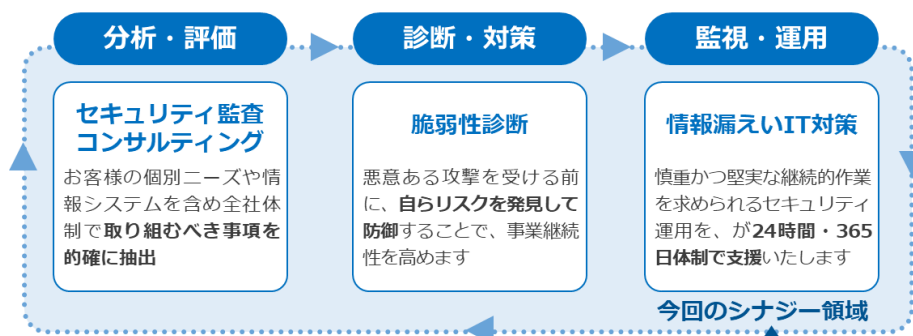 分析・評価
診断・対策
監視・運用
セキュリティ監査
コンサルティング
お客様の個別ニーズや情
報システムを含め全社体
制で取り組むべき事項を
的確に抽出
脆弱性診断
悪意ある攻撃を受ける前
に、自らリスクを発見して
防御することで、事業継続
性を高めます
情報漏えいIT対策
慎重かつ堅実な継続的作業
を求められるセキュリティ
運用を、が24時間・365
日体制で支援いたします
今回のシナジー領域